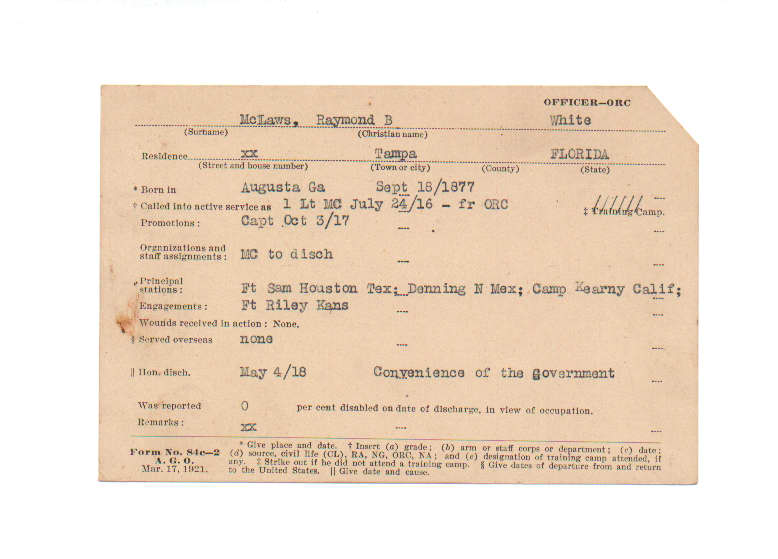 OFFICER—ORC
McLaws, Raymond B White
(Surname) (Christian name)
Residence xx Tampa FLORIDA
(Street and house number) (Town or city) (County) (State)
* Born in Augusta Ga Sept 18/1877
† Called into active service as 1 Lt MC July 24/16 - fr ORC ‡ Training Camp.
Promotions: Capt Oct 3/17
Organizations and
staff assignments: MC to disch
Principal
stations: Ft Sam Houston Tex; Denning N Mex; Camp Kearny Calif;
Engagements: Ft Riley Kans
Wounds received in action: None.
§ Served overseas none
|| Hon. disch. May 4/18 Convenience of the government
Was reported 0 per cent disabled on date of discharge, in view of occupation.
Remarks: xx
Form No. 84c—2
A. G. O.
Mar. 17, 1921.
* Give place and date. † Insert (a) grade; (b) arm or staff corps or department; (c) date;
(d) source, civil life (CL), RA, NG, ORC, NA; and (e) designation of training camp attended, if
any. ‡ Strike out if he did not attend a training camp. § Give dates of departure from and return
to the United States. || Give date and cause.